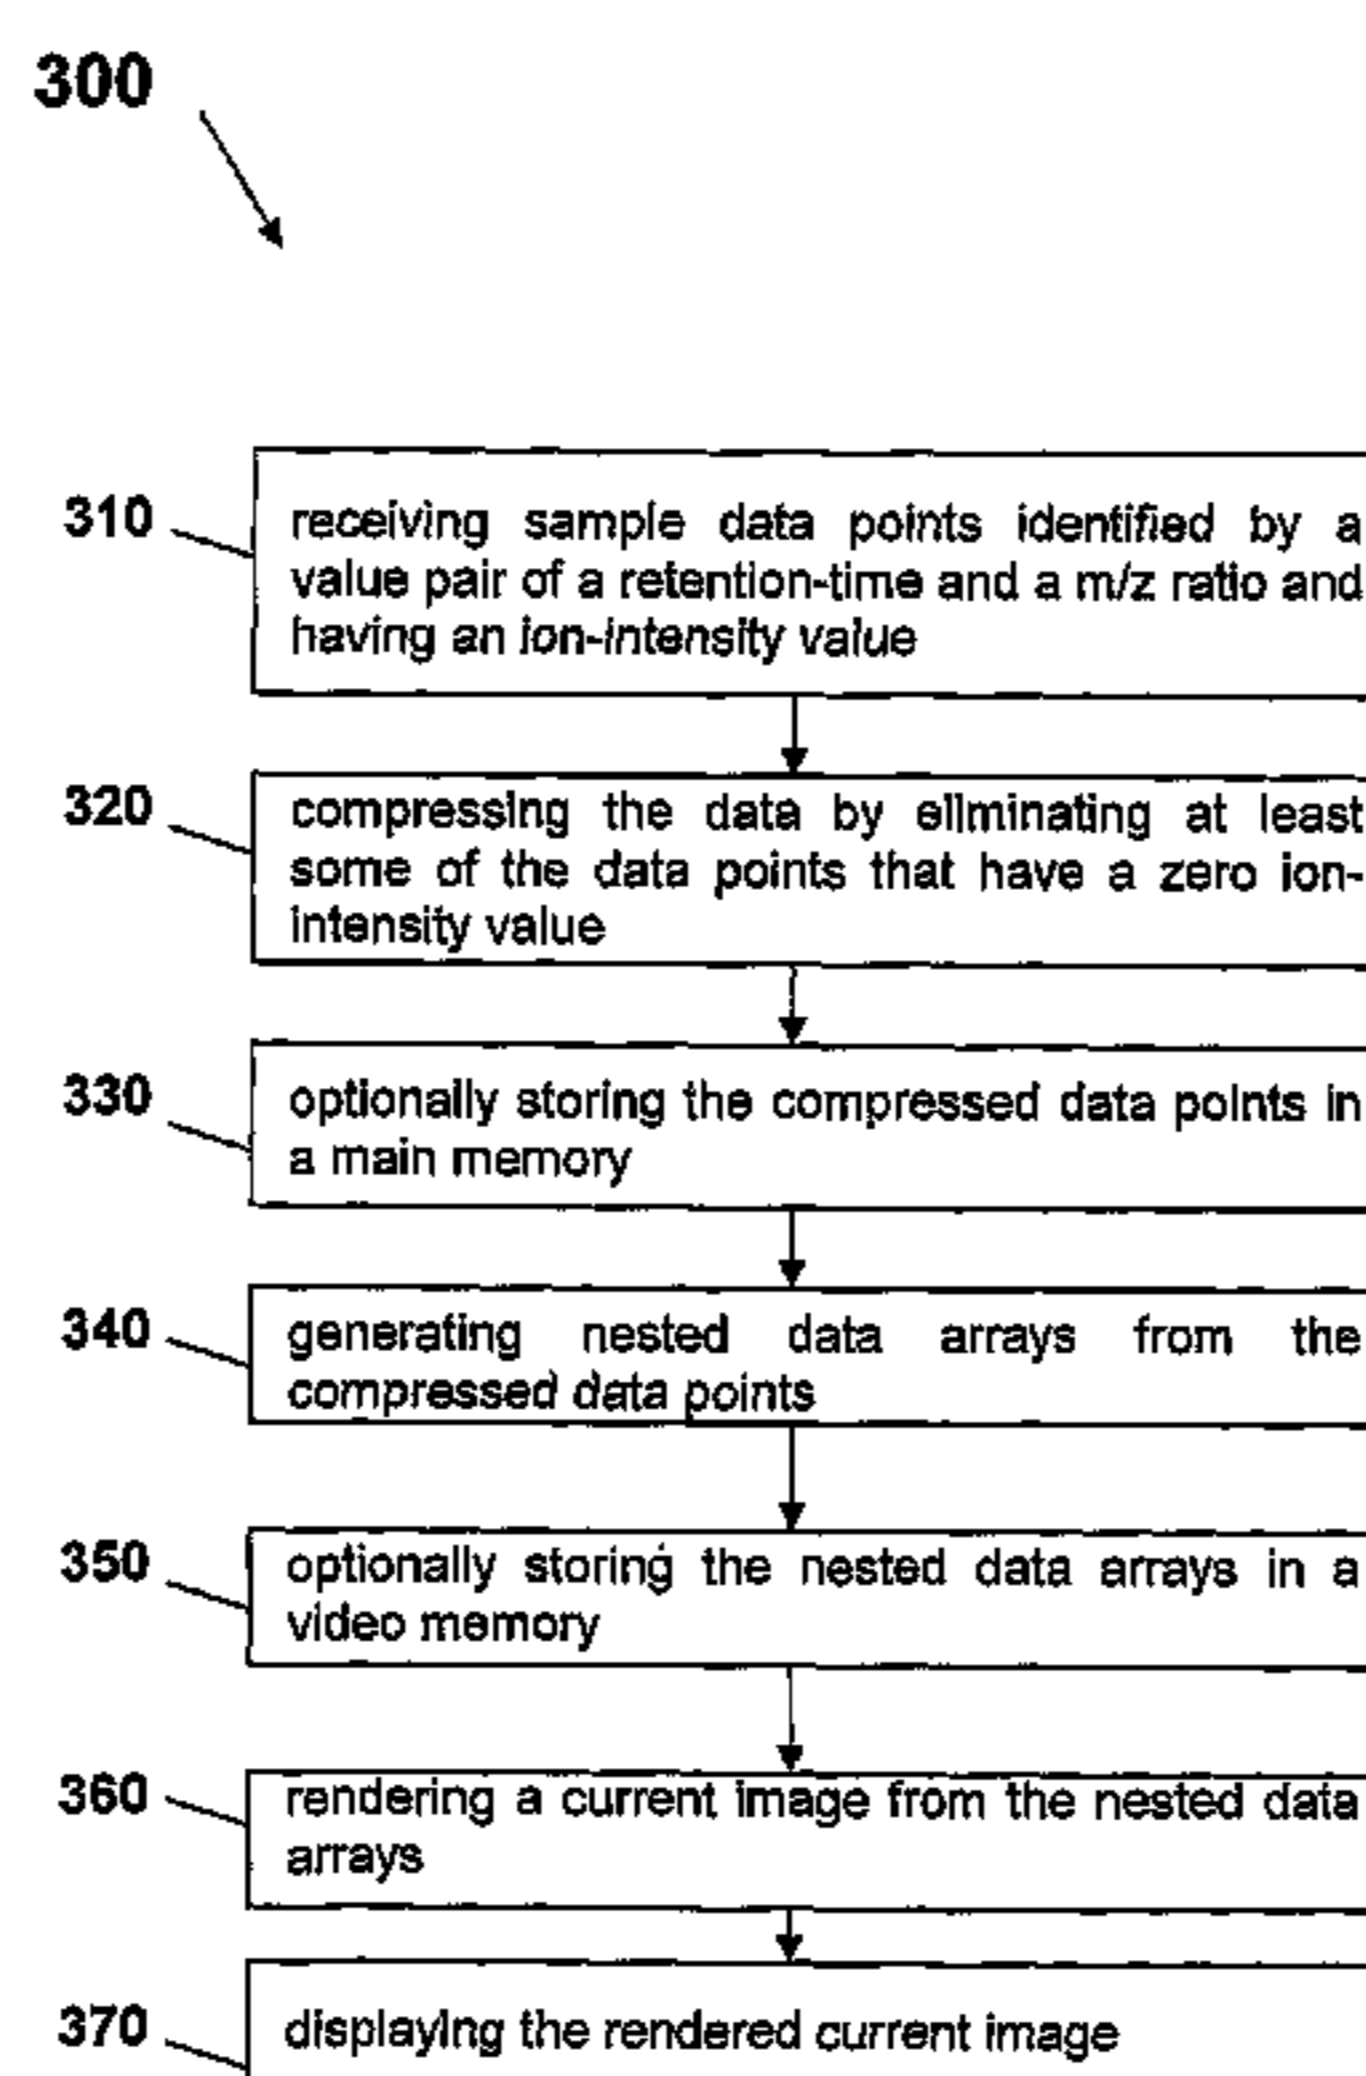 300
310
receiving sample data points identified by a
value pair of a retention-time and a m/z ratio and
having an ion-intensity value
320
compressing the data by eliminating at least
some of the data points that have a zero ion-
intensity value
330
optionally storing the compressed data points in
a main memory
340
generating nested data arrays from the
compressed data points
350
optionally storing the nested data arrays in a
video memory
360
rendering a current image from the nested data
arrays
370
displaying the rendered current image